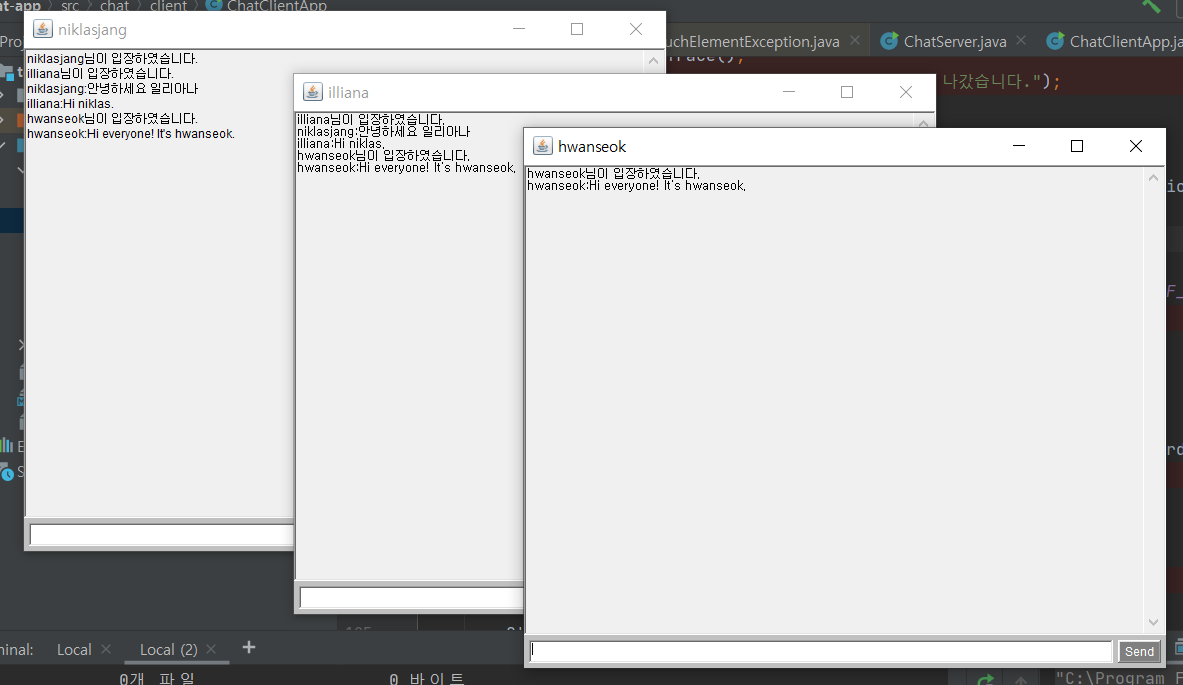 t-app > src > chat > client > ChatClientApp
niklasjang
niklasjang님이 입장하였습니다.
illiana님이 입장하였습니다.
niklasjang:안녕하세요 일리아나
illiana:Hi niklas.
hwanseok님이 입장하였습니다.
hwanseok:Hi everyone! It's hwanseok.
uchElementException.java
ChatServer.java
ChatClientApp.ja
나갔습니다.");
illiana
illiana님이 입장하였습니다.
niklasjang:안녕하세요 일리아나
illiana:Hi niklas.
hwanseok님이 입장하였습니다.
hwanseok:Hi everyone! It's hwanseok.
hwanseok
hwanseok님이 입장하였습니다.
hwanseok:Hi everyone! It's hwanseok.
Send
ninal: Local Local (2) +
0개 파일 0 바이트
"C:\Program F